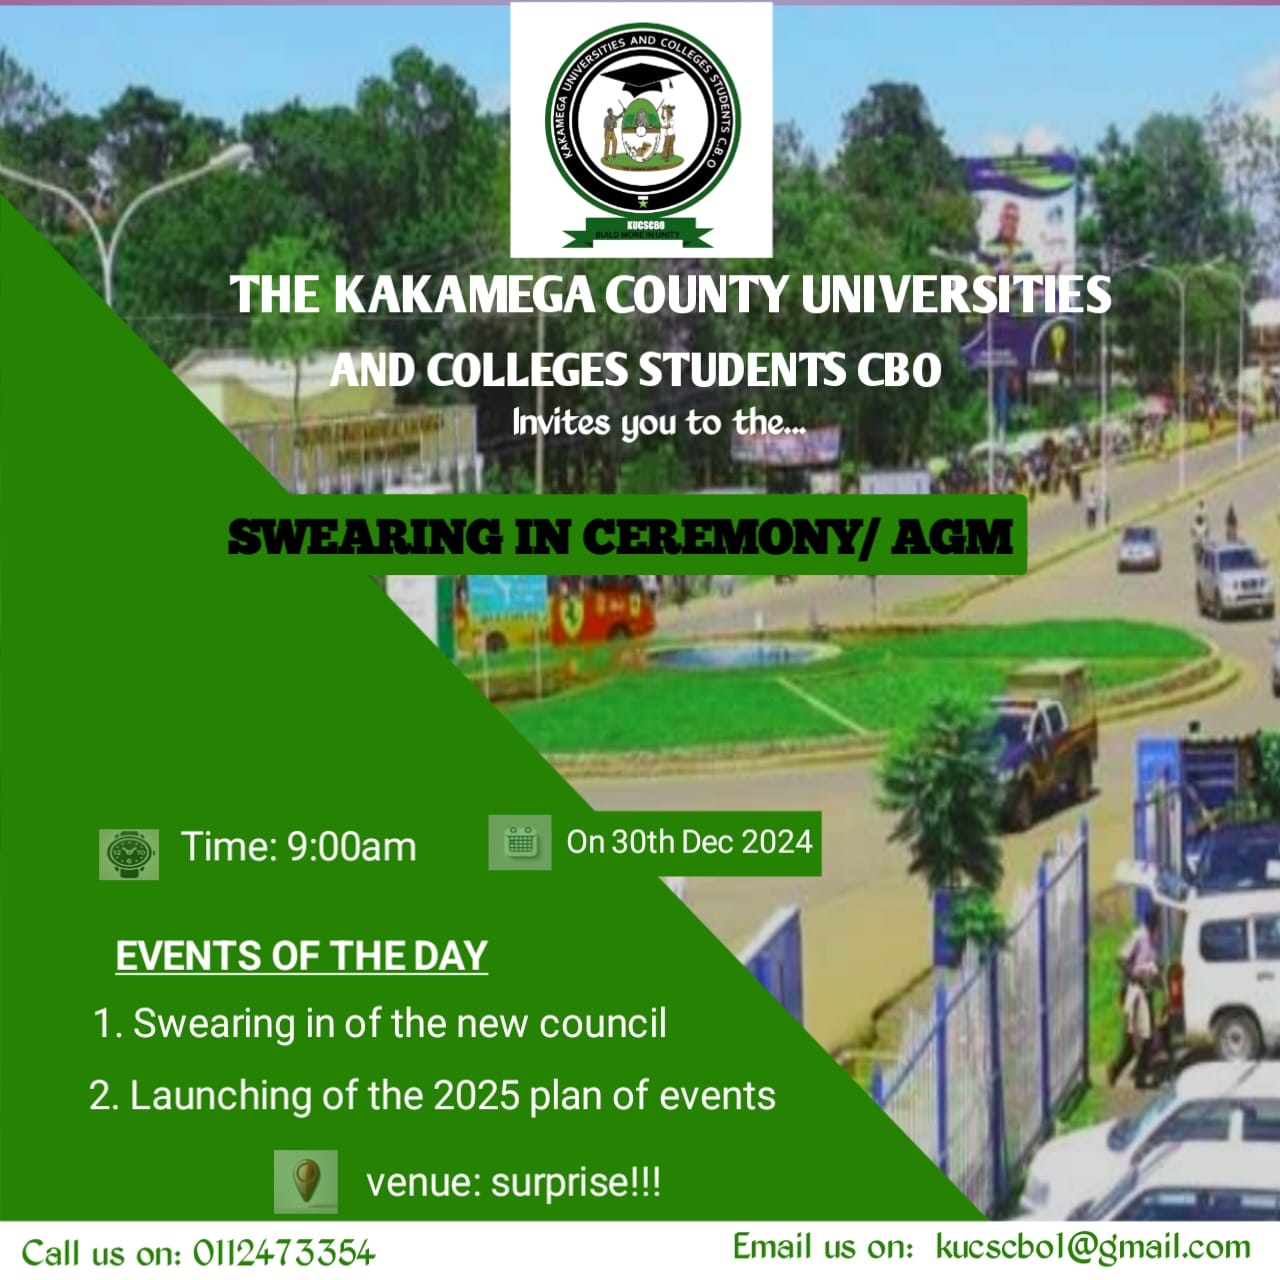 KAKAMEGA UNIVERSITIES AND COLLEGES STUDENTS C.B.O
KUCSCBO
BUILD MORE IN UNITY
THE KAKAMEGA COUNTY UNIVERSITIES
AND COLLEGES STUDENTS CBO
Invites you to the...
SWEARING IN CEREMONY/ AGM
Time: 9:00am
On 30th Dec 2024
EVENTS OF THE DAY
1. Swearing in of the new council
2. Launching of the 2025 plan of events
venue: surprise!!!
Call us on: 0112473354
Email us on: kucscbo1@gmail.com